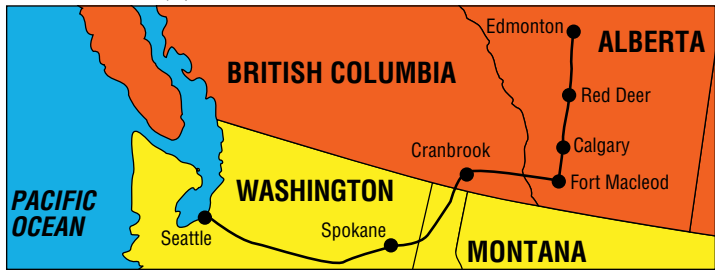 Edmonton
ALBERTA
BRITISH COLUMBIA
Red Deer
Calgary
Cranbrook
Fort Macleod
WASHINGTON
PACIFIC
OCEAN
Seattle
Spokane
MONTANA